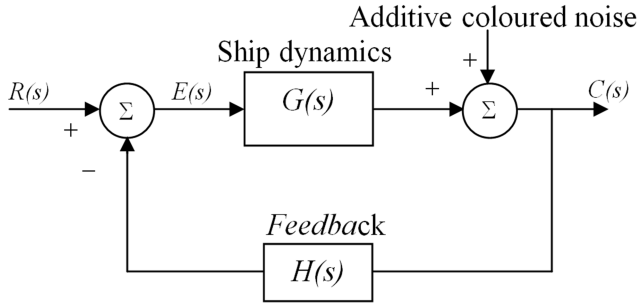 Additive coloured noise
Ship dynamics
+
R(s)
Σ
E(s)
G(s)
+
Σ
C(s)
+
−
Feedback
H(s)